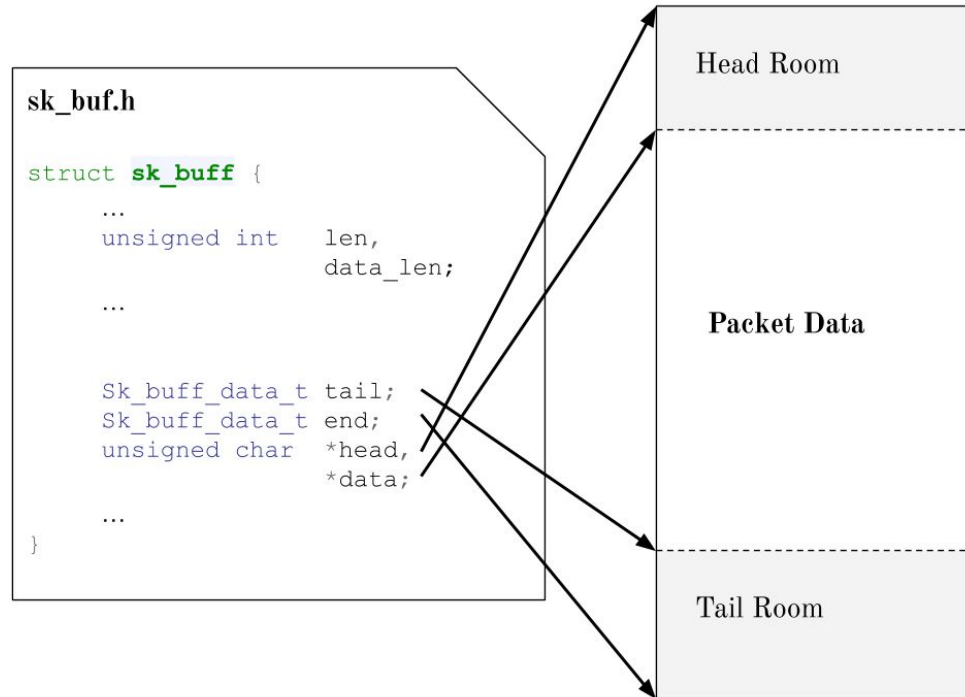 sk_buf.h
struct sk_buff {
...
unsigned int len,
data_len;
...
Sk_buff_data_t tail;
Sk_buff_data_t end;
unsigned char *head,
*data;
...
}
Head Room
Packet Data
Tail Room